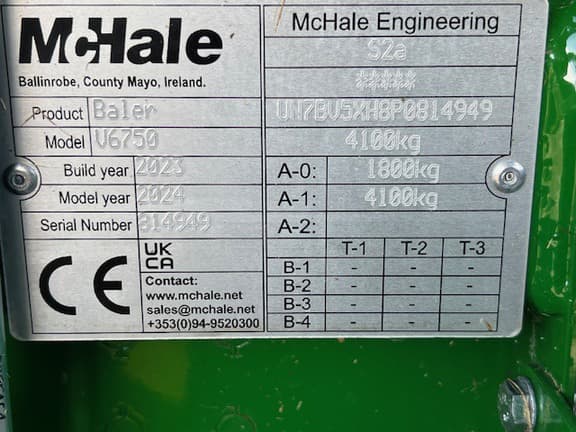 McHale
McHale Engineering
S2a
*****
Ballinrobe, County Mayo, Ireland.
Product Baler UN7BV5XH8P0814949
Model V6750 4100kg
Build year 2023 A-0: 1800kg
Model year 2024 A-1: 4100kg
Serial Number 814949 A-2:
T-1 T-2 T-3
B-1 - - -
B-2 - - -
B-3 - - -
B-4 - - -
CE
UK
CA
Contact:
www.mchale.net
sales@mchale.net
+353(0)94-9520300